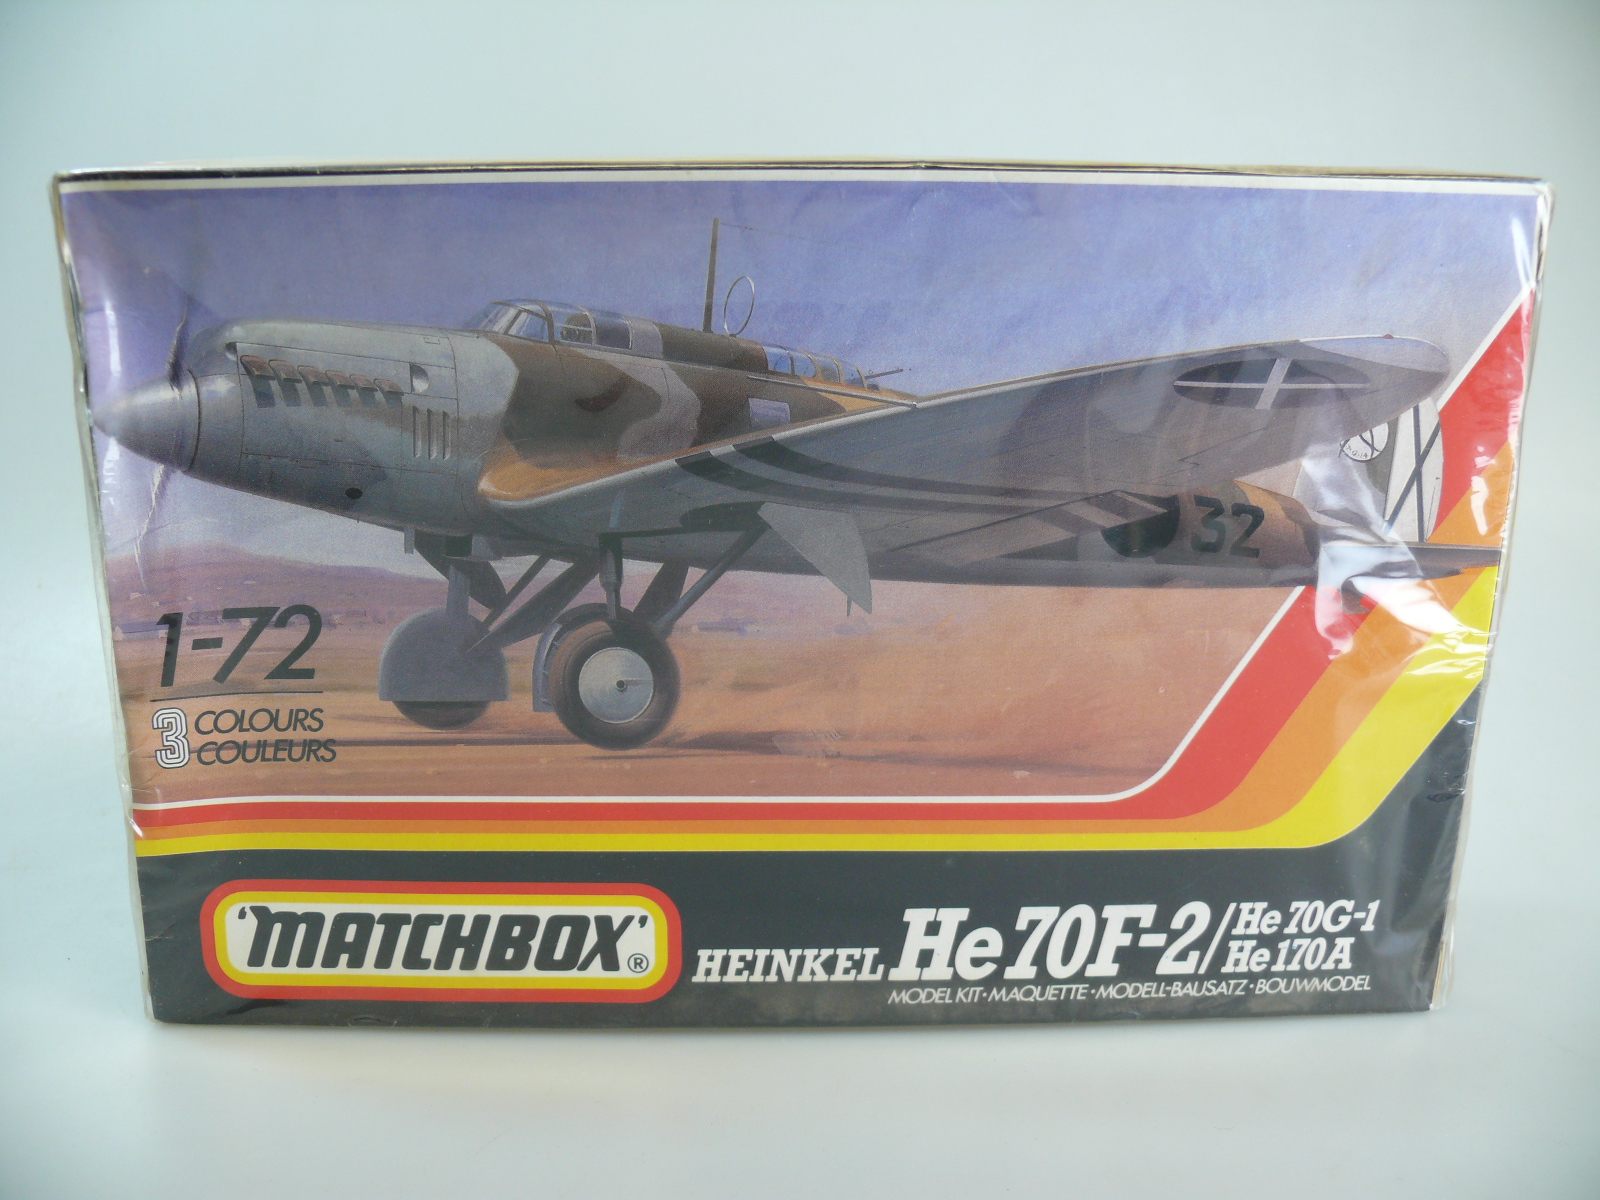 32
1-72
3 COLOURS
COULEURS
'MATCHBOX'®
HEINKEL He 70F-2/He 70G-1
He 170A
MODEL KIT·MAQUETTE·MODELL-BAUSATZ·BOUWMODEL